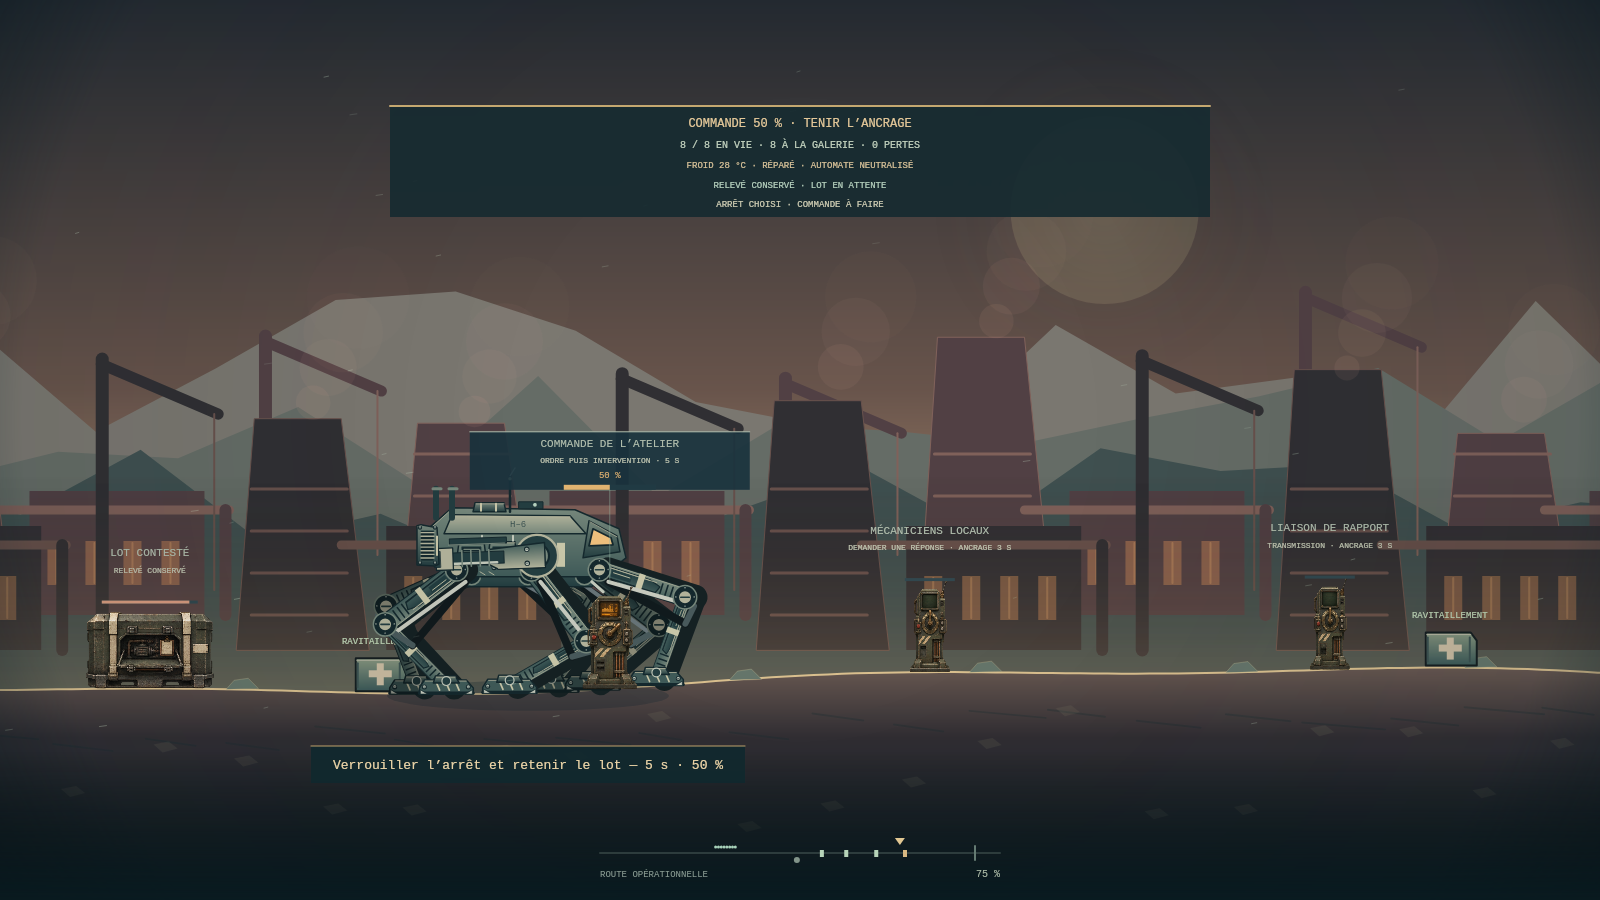 COMMANDE 50 % · TENIR L’ANCRAGE
8 / 8 EN VIE · 8 À LA GALERIE · 0 PERTES
FROID 28 °C · RÉPARÉ · AUTOMATE NEUTRALISÉ
RELEVÉ CONSERVÉ · LOT EN ATTENTE
ARRÊT CHOISI · COMMANDE À FAIRE
COMMANDE DE L’ATELIER
ORDRE PUIS INTERVENTION · 5 S
50 %
H-6
MÉCANICIENS LOCAUX
DEMANDER UNE RÉPONSE · ANCRAGE 3 S
LIAISON DE RAPPORT
TRANSMISSION · ANCRAGE 3 S
LOT CONTESTÉ
RELEVÉ CONSERVÉ
RAVITAILL
RAVITAILLEMENT
Verrouiller l’arrêt et retenir le lot — 5 s · 50 %
ROUTE OPÉRATIONNELLE
75 %